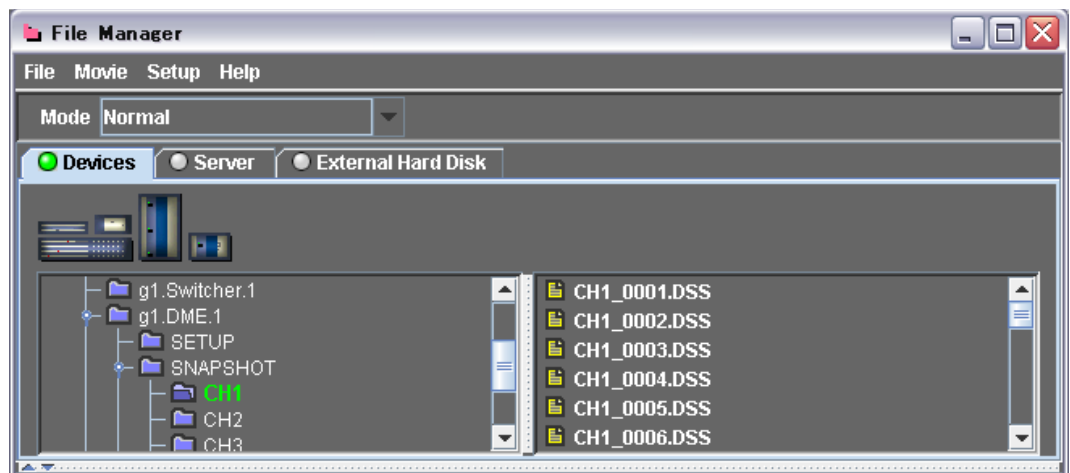 File Manager
File Movie Setup Help
Mode Normal
Devices Server External Hard Disk
g1.Switcher.1
g1.DME.1
SETUP
SNAPSHOT
CH1
CH2
CH3
CH1_0001.DSS
CH1_0002.DSS
CH1_0003.DSS
CH1_0004.DSS
CH1_0005.DSS
CH1_0006.DSS